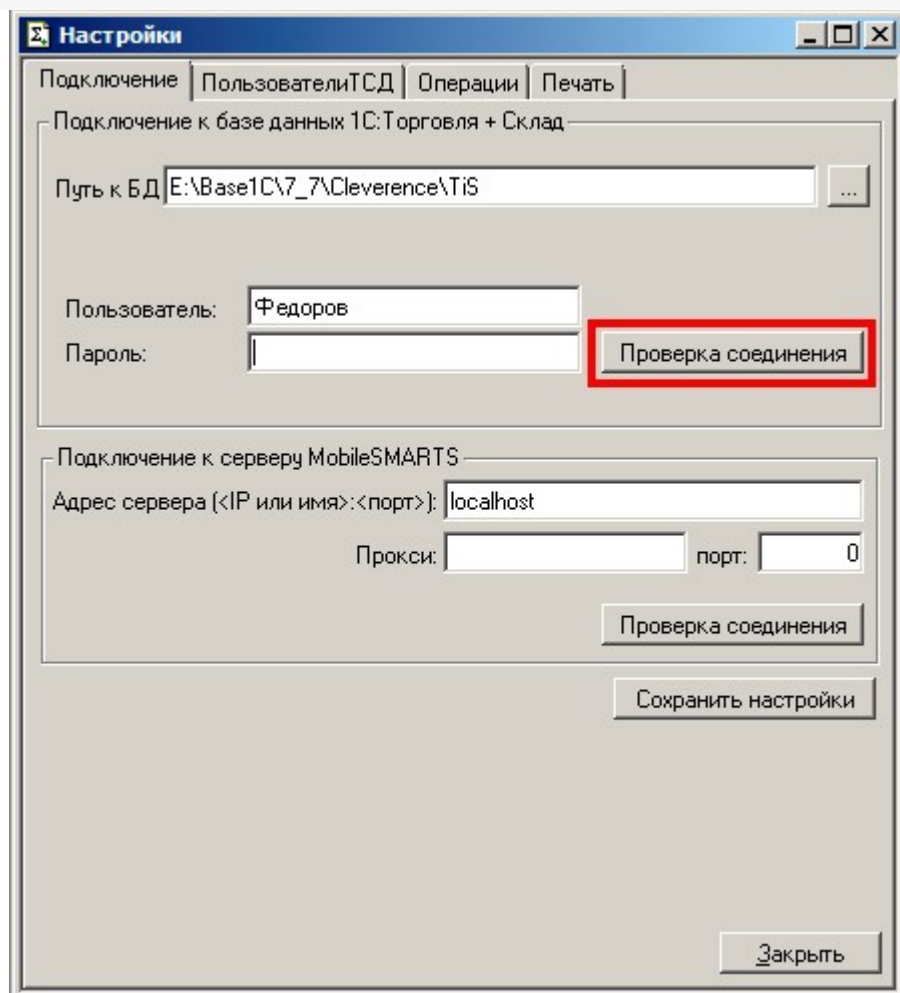 Настройки
Подключение ПользователиТСД Операции Печать
Подключение к базе данных 1С:Торговля + Склад
Путь к БД E:\Base1C\7_7\Cleverence\TiS ...
Пользователь: Федоров
Пароль: Проверка соединения
Подключение к серверу MobileSMARTS
Адрес сервера (<IP или имя>:<порт>): localhost
Прокси: порт: 0
Проверка соединения
Сохранить настройки
Закрыть